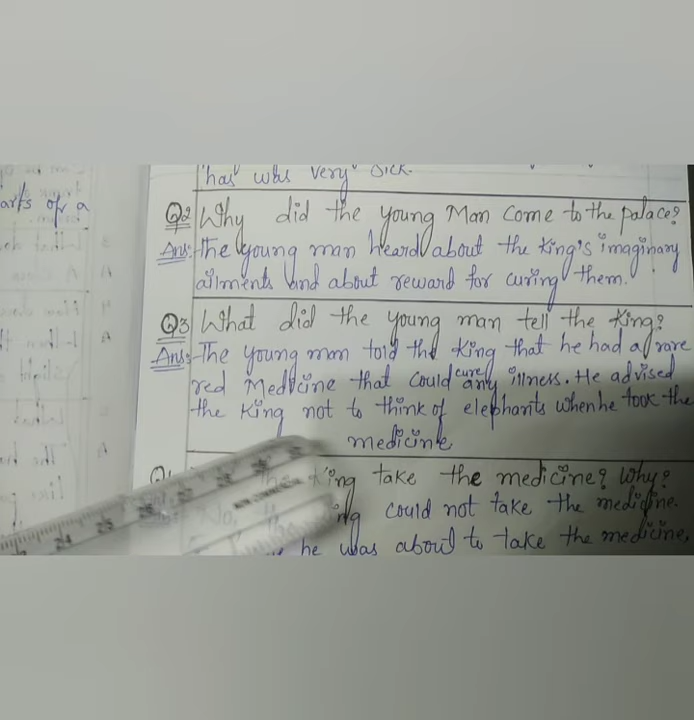 arts of a
has was very sick.
Q2 Why did the young Man come to the palace?
Ans:- The young man heard about the King's imaginary
ailments and about reward for curing them.
Q3 What did the young man tell the King?
Ans:- The young man told the King that he had a rare
red Medicine that could cure any illness. He advised
the King not to think of elephants when he took the
medicine
King take the medicine? Why?
could not take the medicine.
he was about to take the medicine,